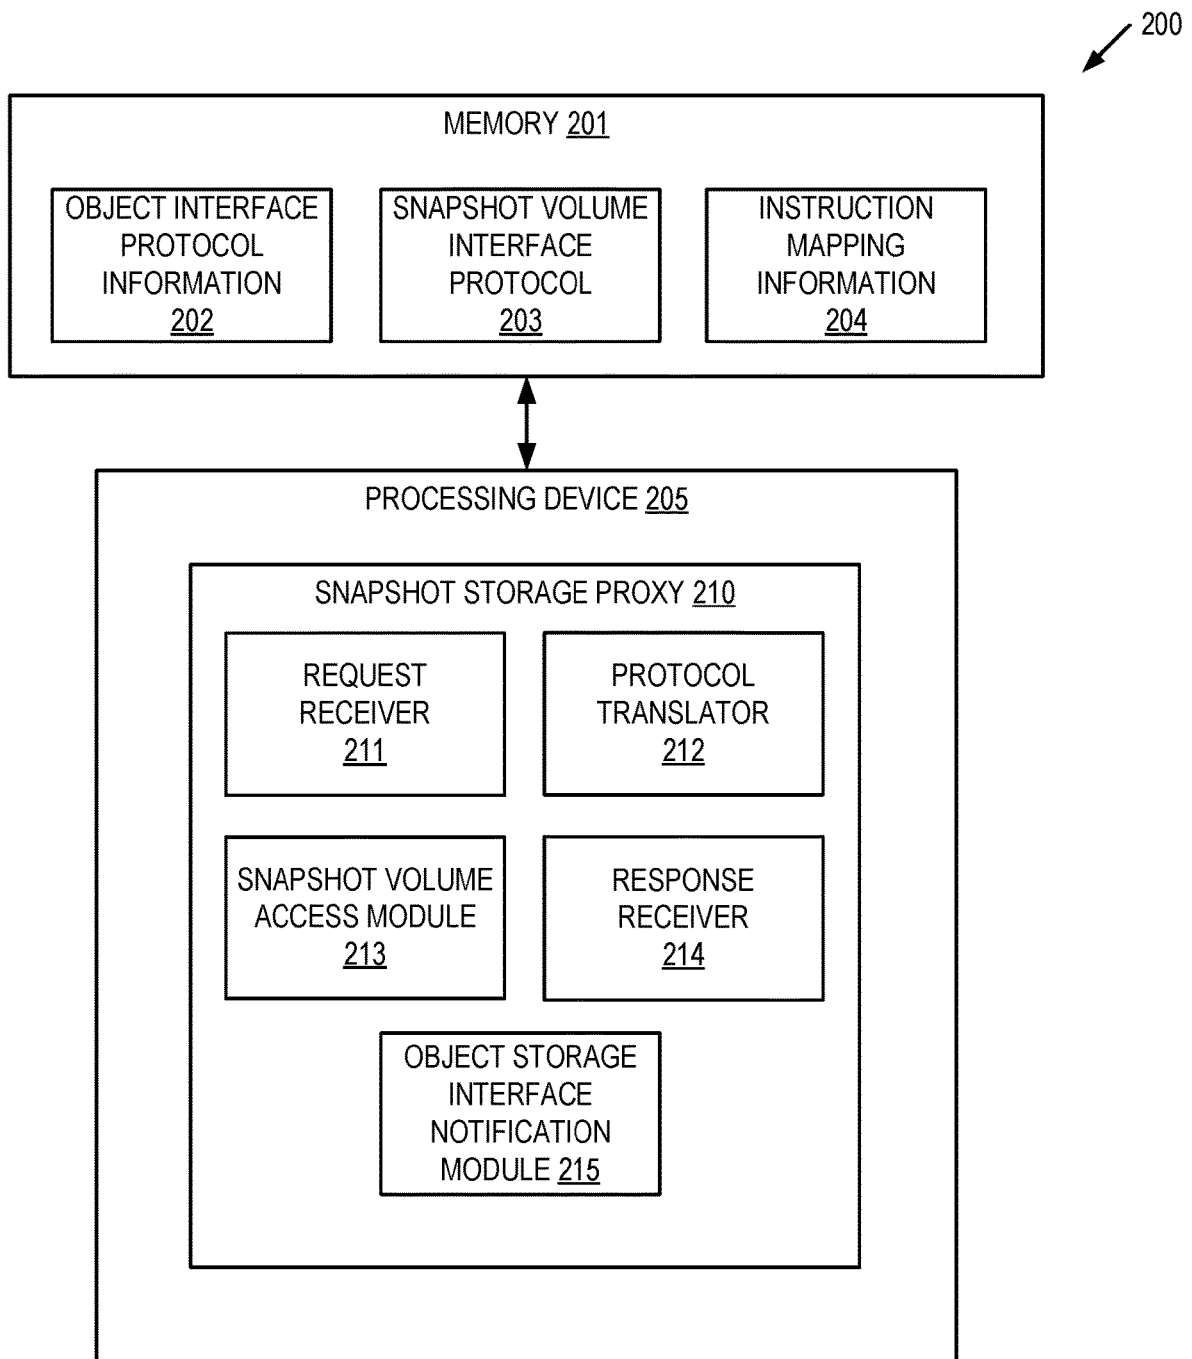 200
MEMORY 201
OBJECT INTERFACE
PROTOCOL
INFORMATION
202
SNAPSHOT VOLUME
INTERFACE
PROTOCOL
203
INSTRUCTION
MAPPING
INFORMATION
204
PROCESSING DEVICE 205
SNAPSHOT STORAGE PROXY 210
REQUEST
RECEIVER
211
PROTOCOL
TRANSLATOR
212
SNAPSHOT VOLUME
ACCESS MODULE
213
RESPONSE
RECEIVER
214
OBJECT STORAGE
INTERFACE
NOTIFICATION
MODULE 215